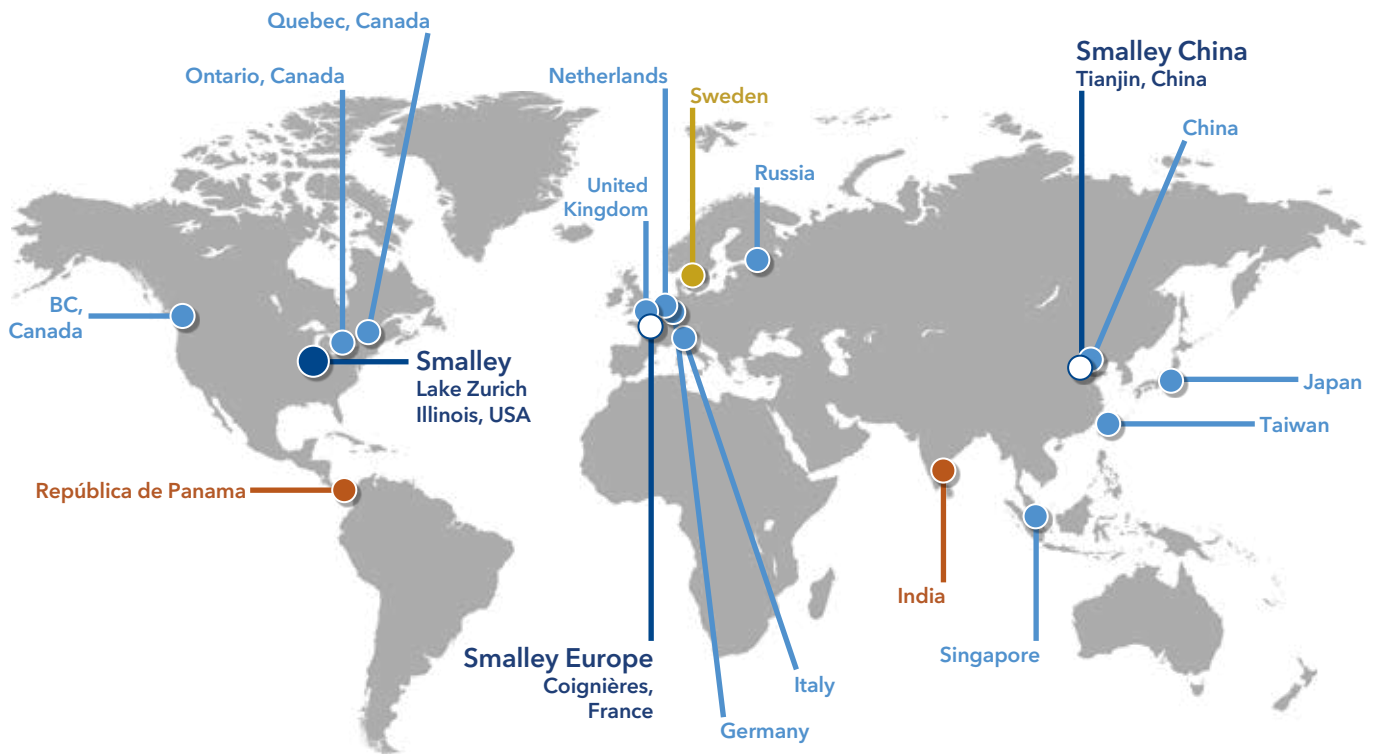 Quebec, Canada
Ontario, Canada
Netherlands
Sweden
Smalley China
Tianjin, China
China
Russia
United
Kingdom
BC,
Canada
Smalley
Lake Zurich
Illinois, USA
Japan
Taiwan
República de Panama
India
Singapore
Smalley Europe
Coignières,
France
Italy
Germany